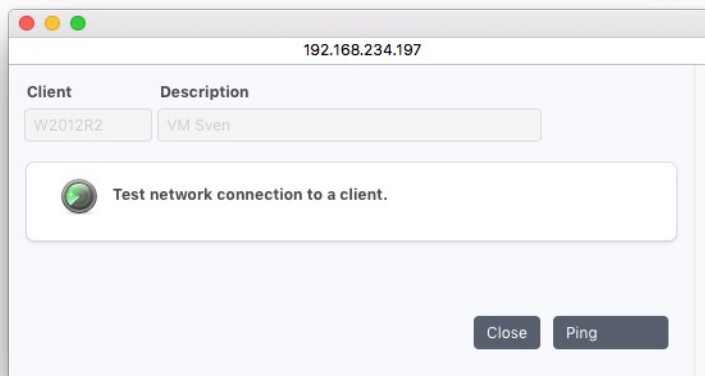 192.168.234.197
Client Description
W2012R2 VM Sven
Test network connection to a client.
Close Ping